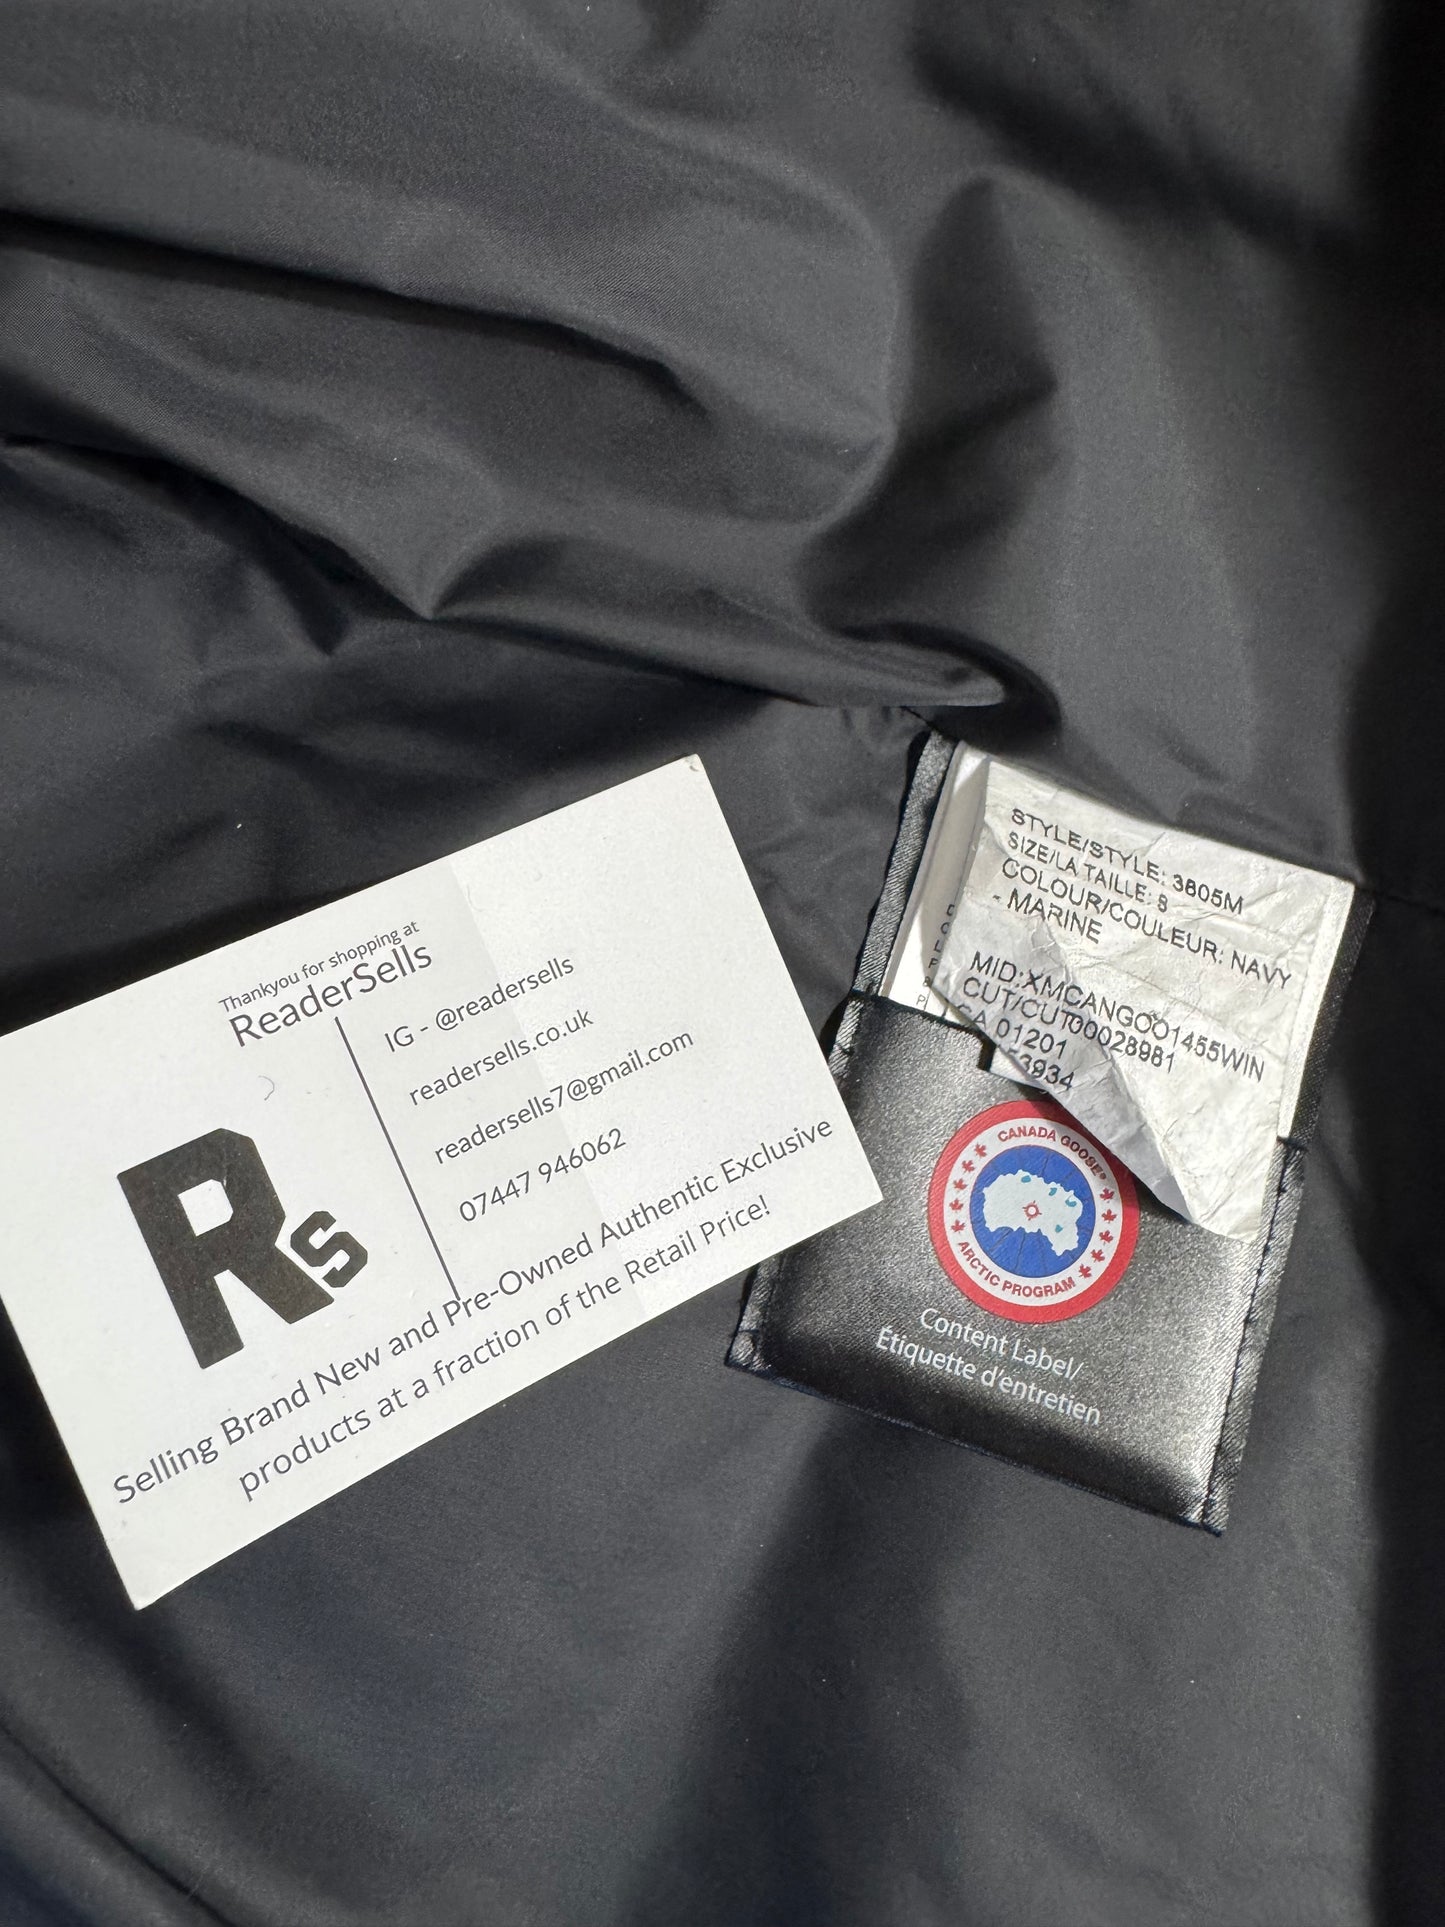 Thankyou for shopping at
ReaderSells
IG - @readersells
readersells.co.uk
readersells7@gmail.com
07447 946062
Rs
Selling Brand New and Pre-Owned Authentic Exclusive
products at a fraction of the Retail Price!
STYLE/STYLE: 3805M
SIZE/LA TAILLE: S
COLOUR/COULEUR: NAVY
- MARINE
MID:XMCANGOO1455WIN
CUT/CUT00028981
CA 01201
53934
CANADA GOOSE®
ARCTIC PROGRAM
Content Label/
Étiquette d'entretien